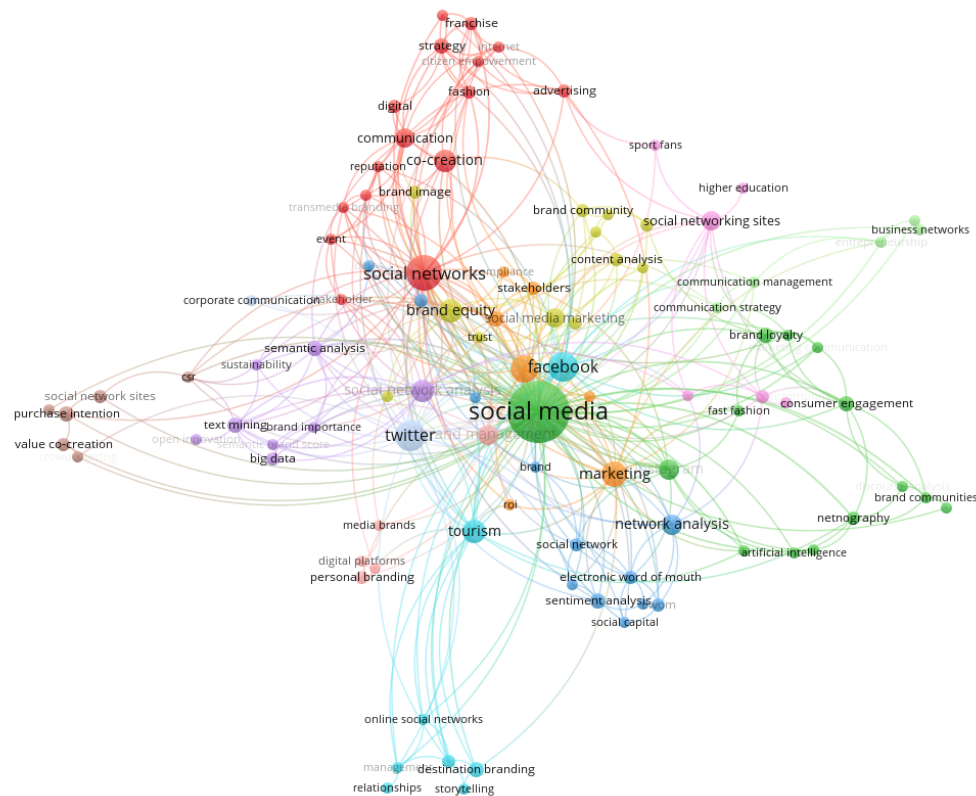 franchise
strategy
internet
citizen empowerment
fashion
advertising
digital
communication
sport fans
co-creation
reputation
higher education
brand image
transmedia branding
brand community
social networking sites
business networks
event
entrepreneurship
content analysis
social networks
stakeholders
communication management
corporate communication
stakeholder
brand equity
social media marketing
communication strategy
trust
brand loyalty
semantic analysis
sustainability
facebook
csr
social network analysis
social network sites
purchase intention
social media
fast fashion
consumer engagement
text mining
brand importance
twitter
brand management
open innovation
semantic brand score
value co-creation
big data
brand
marketing
brand communities
roi
netnography
media brands
tourism
network analysis
social network
artificial intelligence
digital platforms
personal branding
electronic word of mouth
sentiment analysis
social capital
online social networks
management
destination branding
relationships
storytelling